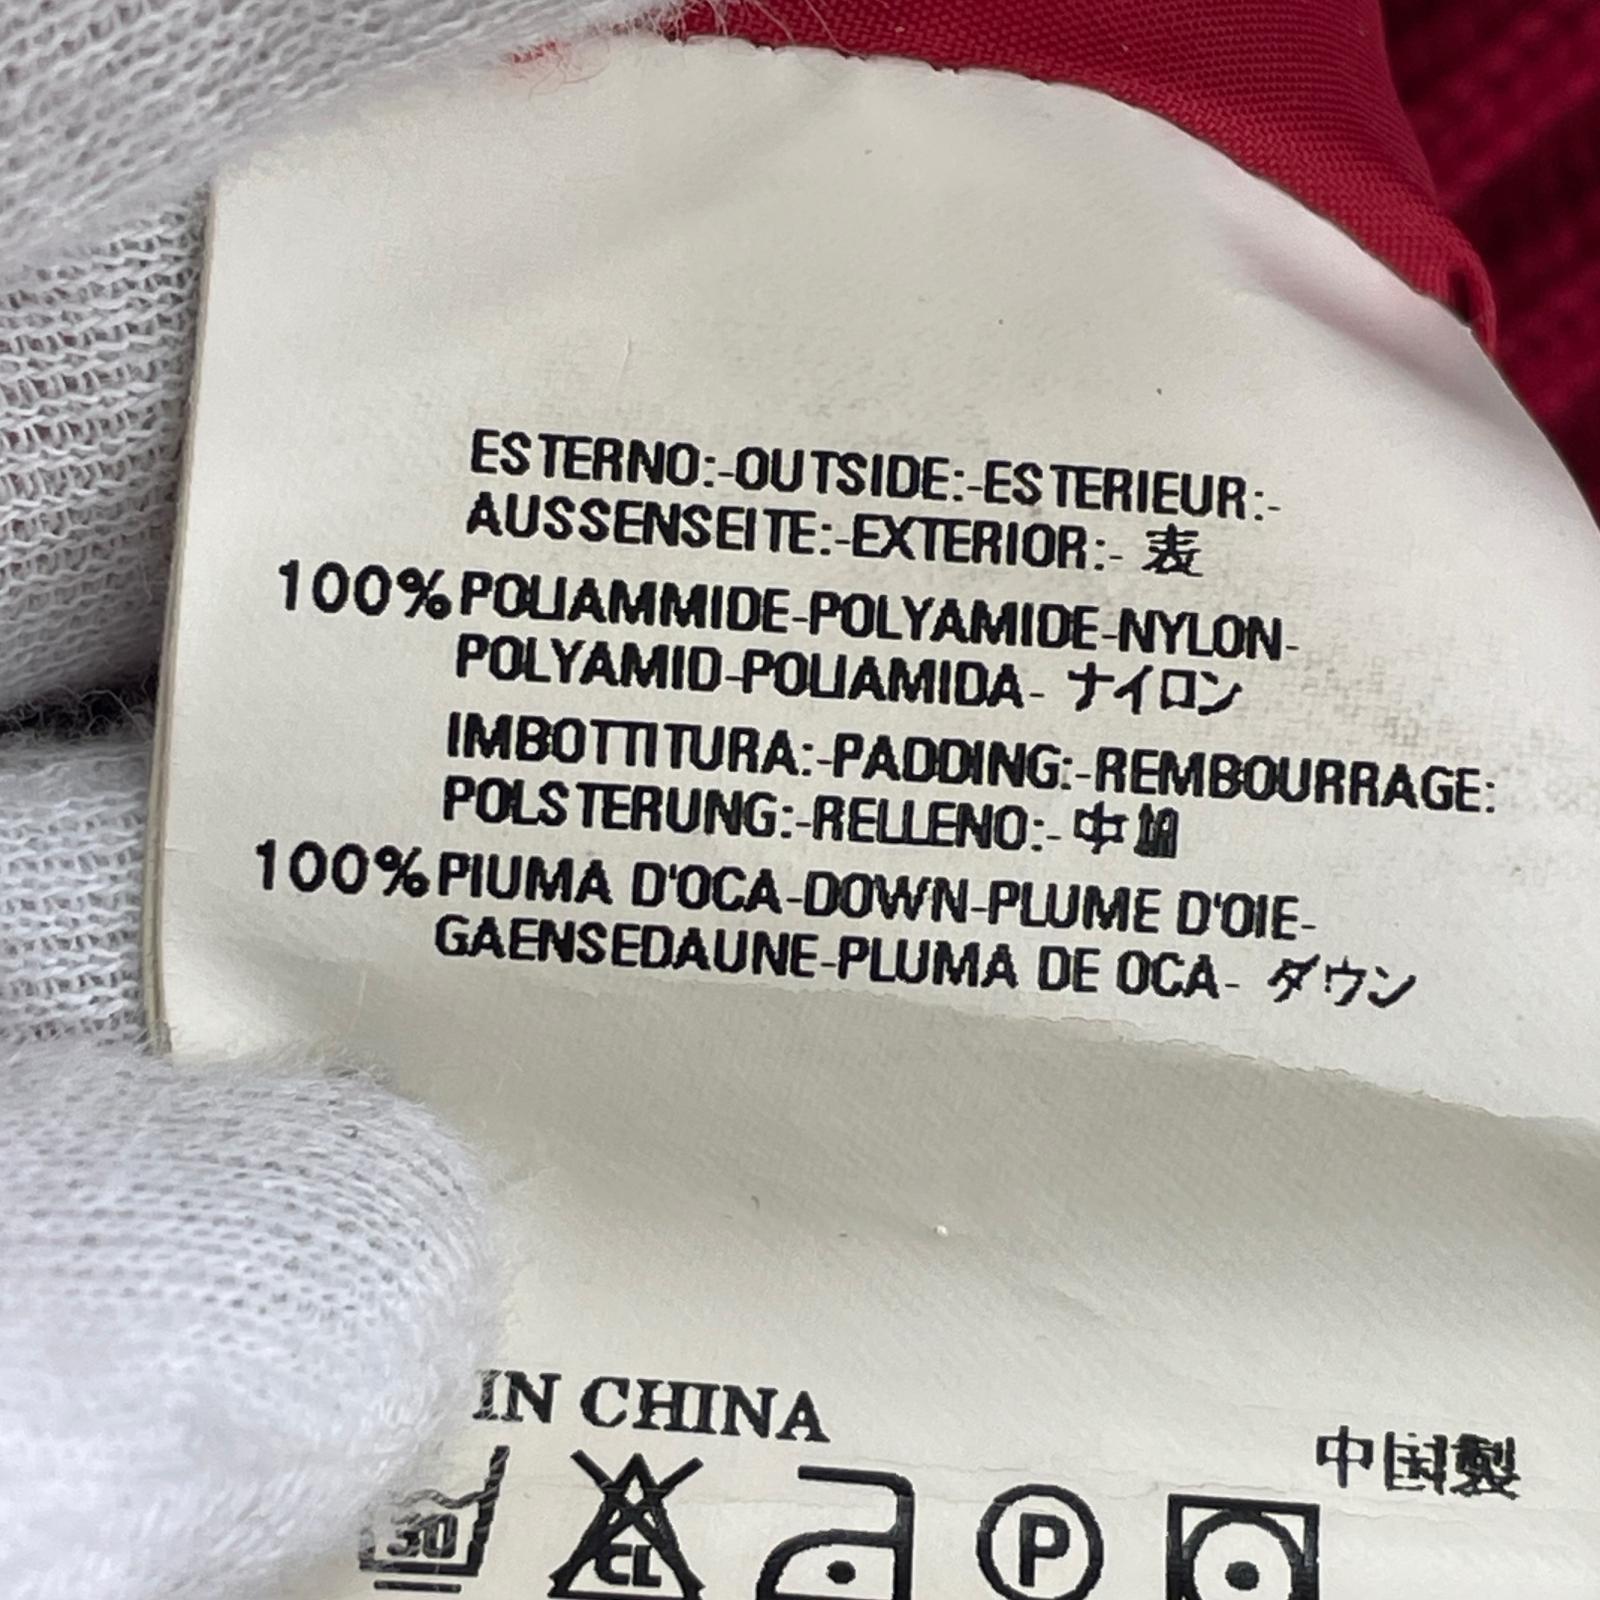 ESTERNO:-OUTSIDE:-ESTERIEUR:-
AUSSENSEITE:-EXTERIOR:- 表
100% POLIAMMIDE-POLYAMIDE-NYLON-
POLYAMID-POLIAMIDA- ナイロン
IMBOTTITURA:-PADDING:-REMBOURRAGE:
POLSTERUNG:-RELLENO:- 中
100% PIUMA D'OCA-DOWN-PLUME D'OIE-
GAENSEDAUNE-PLUMA DE OCA- ダウン
IN CHINA
中国製
30
CL
P